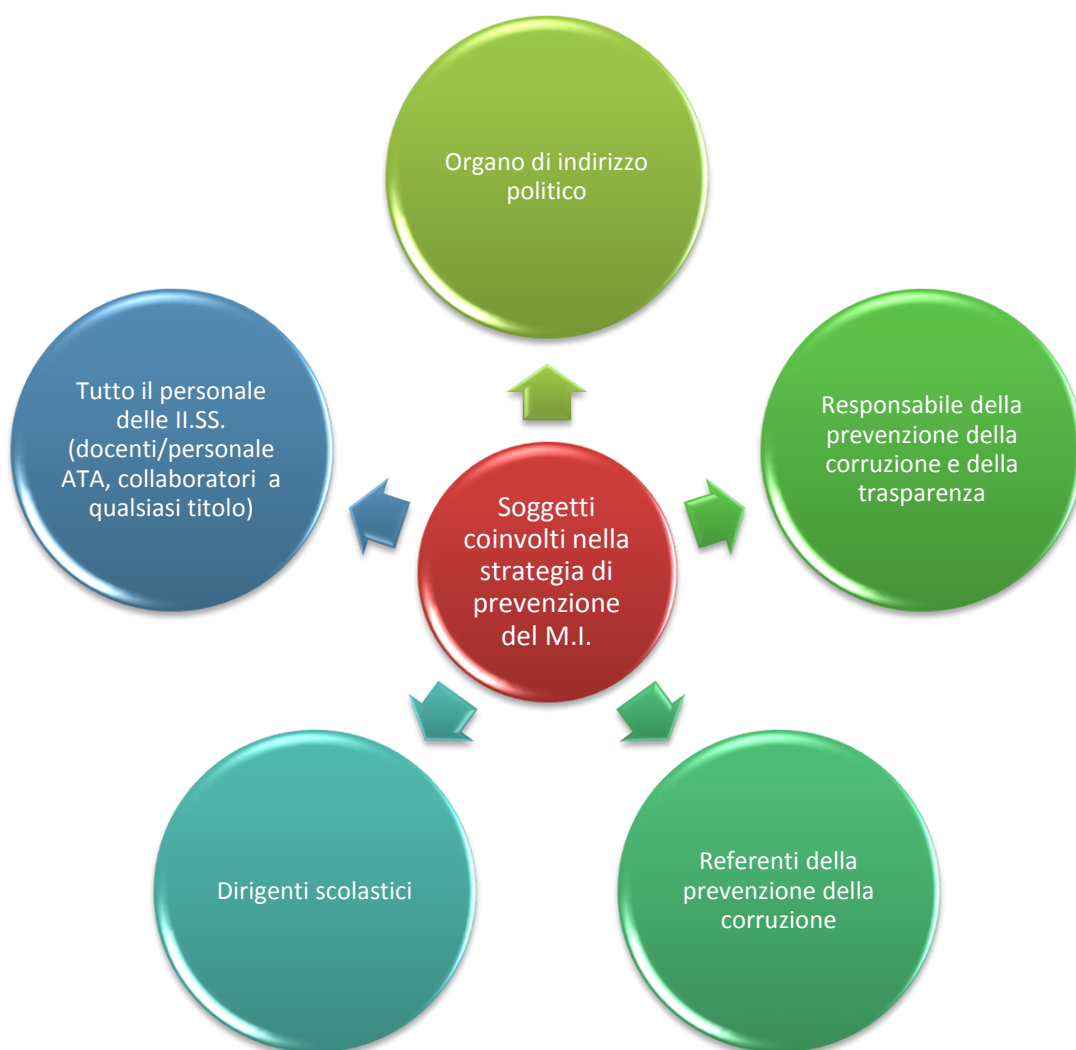 Organo di indirizzo
politico
Tutto il personale
delle II.SS.
(docenti/personale
ATA, collaboratori a
qualsiasi titolo)
Responsabile della
prevenzione della
corruzione e della
trasparenza
Soggetti
coinvolti nella
strategia di
prevenzione
del M.I.
Dirigenti scolastici
Referenti della
prevenzione della
corruzione